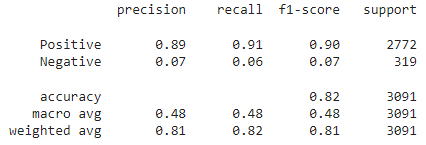 precision recall f1-score support
Positive 0.89 0.91 0.90 2772
Negative 0.07 0.06 0.07 319
accuracy 0.82 3091
macro avg 0.48 0.48 0.48 3091
weighted avg 0.81 0.82 0.81 3091